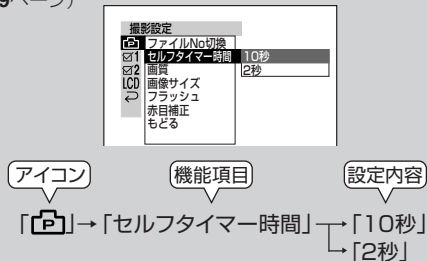 9ページ)
撮影設定
P ファイルNo切換
☑1 セルフタイマー時間 10秒
☑2 画質 2秒
LCD 画像サイズ
フラッシュ
赤目補正
もどる
アイコン 機能項目 設定内容
「P」→「セルフタイマー時間」→「10秒」
→「2秒」